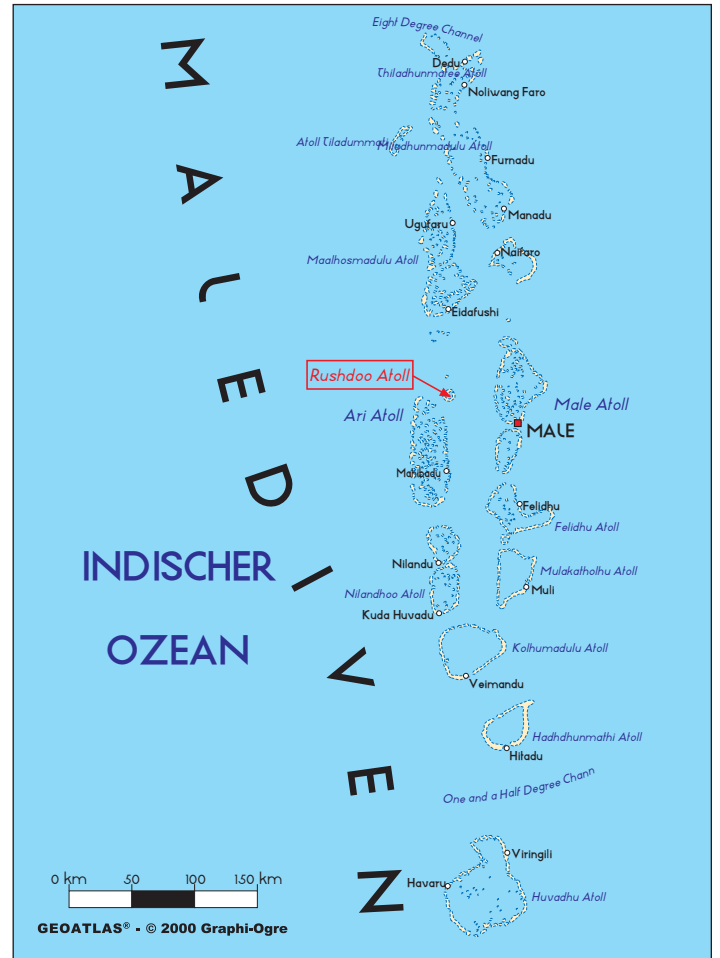 Eight Degree Channel
Dedu
Thiladhunmatee Atoll
Noliwang Faro
Atoll Tiladummati
Miladhunmadulu Atoll
Furnadu
Manadu
Ugufaru
Naifaro
Maalhosmadulu Atoll
Eidafushi
Rushdoo Atoll
Ari Atoll
Male Atoll
MALE
Mahibadu
Felidhu
Felidhu Atoll
INDISCHER
OZEAN
Nilandu
Mulakatholhu Atoll
Muli
Nilandhoo Atoll
Kuda Huvadu
Kolhumadulu Atoll
Veimandu
Hadhdhunmathi Atoll
Hitadu
One and a Half Degree Chann
Viringili
Havaru
Huvadhu Atoll
MALEDIVEN
0 km 50 100 150 km
GEOATLAS® - © 2000 Graphi-Ogre